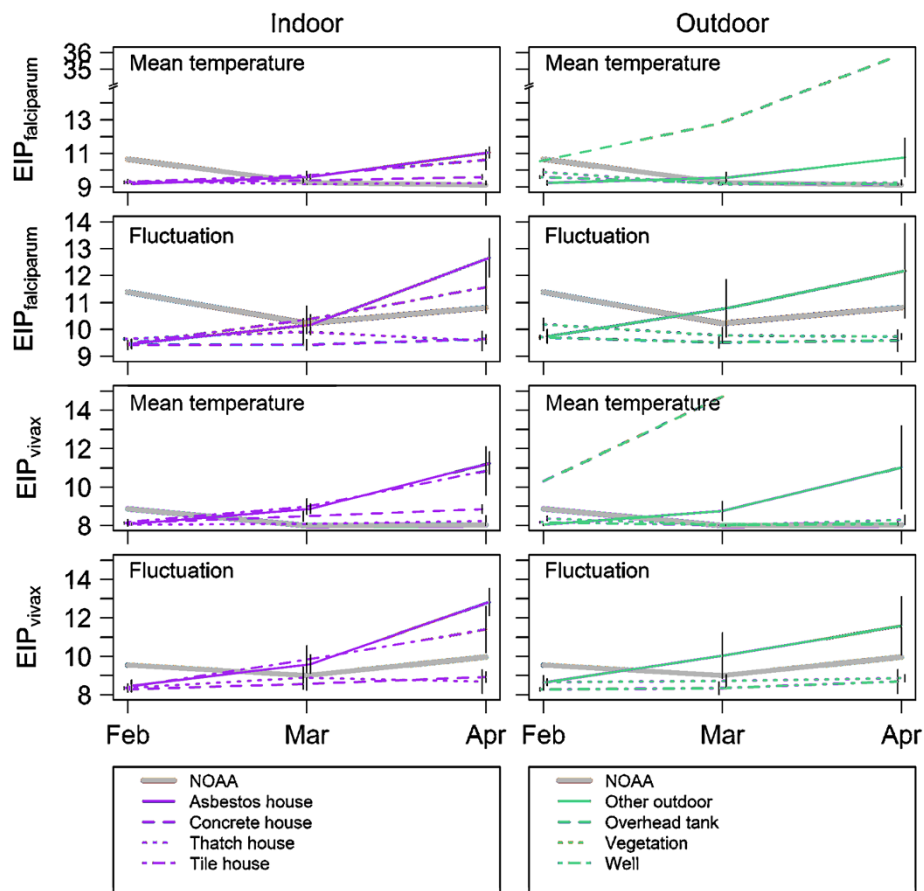 Indoor Outdoor
Mean temperature Mean temperature
EIPfalciparum
36
35
13
11
9
Fluctuation Fluctuation
EIPfalciparum
14
13
12
11
10
9
Mean temperature Mean temperature
EIPvivax
14
12
10
8
Fluctuation Fluctuation
EIPvivax
12
10
8
Feb Mar Apr Feb Mar Apr
NOAA
Asbestos house
Concrete house
Thatch house
Tile house
NOAA
Other outdoor
Overhead tank
Vegetation
Well